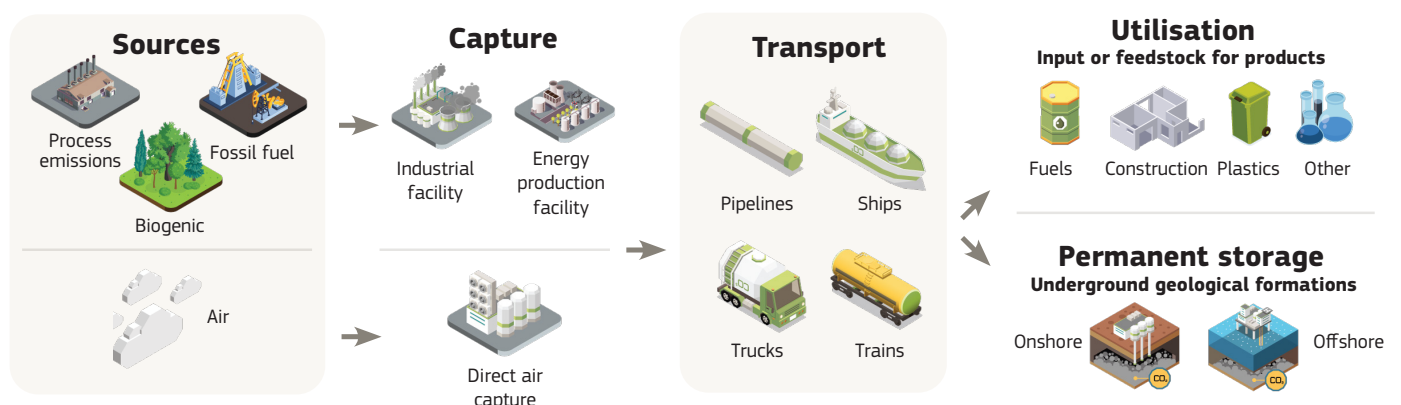 Sources
Process
emissions
Fossil fuel
Biogenic
Air
Capture
Industrial
facility
Energy
production
facility
Direct air
capture
Transport
Pipelines
Ships
CO₂
CO₂
Trucks
Trains
Utilisation
Input or feedstock for products
Fuels
Construction
Plastics
Other
Permanent storage
Underground geological formations
Onshore
CO₂
CO₂
Offshore